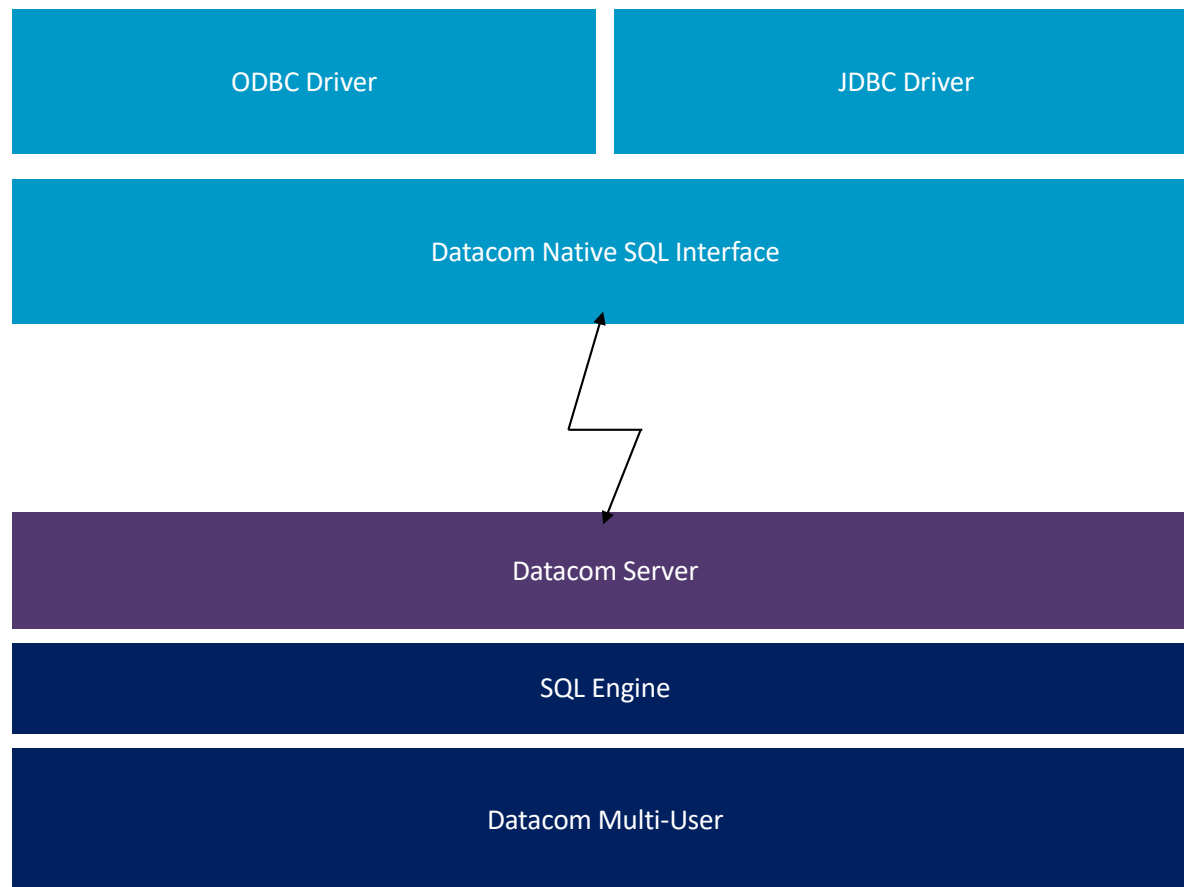 ODBC Driver
JDBC Driver
Datacom Native SQL Interface
Datacom Server
SQL Engine
Datacom Multi-User